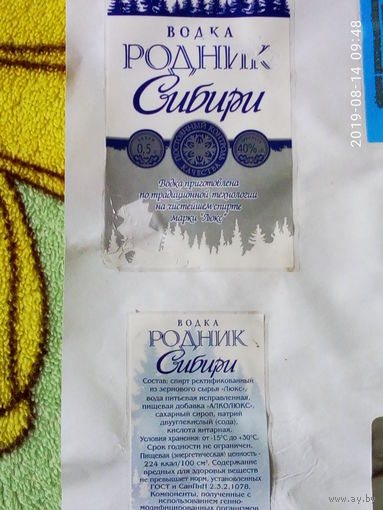 ВОДКА
РОДНИК
Сибири
0,5
40%
КАЧЕСТВА
Водка приготовлена
по традиционной технологии
на чистейшем спирте
марки "Люкс"
ВОДКА
РОДНИК
Сибири
Состав: спирт ректификованный
из зернового сырья «Люкс»,
вода питьевая исправленная,
пищевая добавка «АЛКОЛЮКС»,
сахарный сироп, натрий
двууглекислый (сода),
кислота янтарная.
Условия хранения: от -15°С до +30°С.
Срок годности не ограничен.
Пищевая (энергетическая) ценность -
224 ккал/100 см³. Содержание
вредных для здоровья веществ
не превышает норм, установленных
ГОСТ и СанПиН 2.3.2.1078.
Компоненты, полученные с
использованием генно-
модифицированных организмов
2019-08-14 09:48
www.ay.by